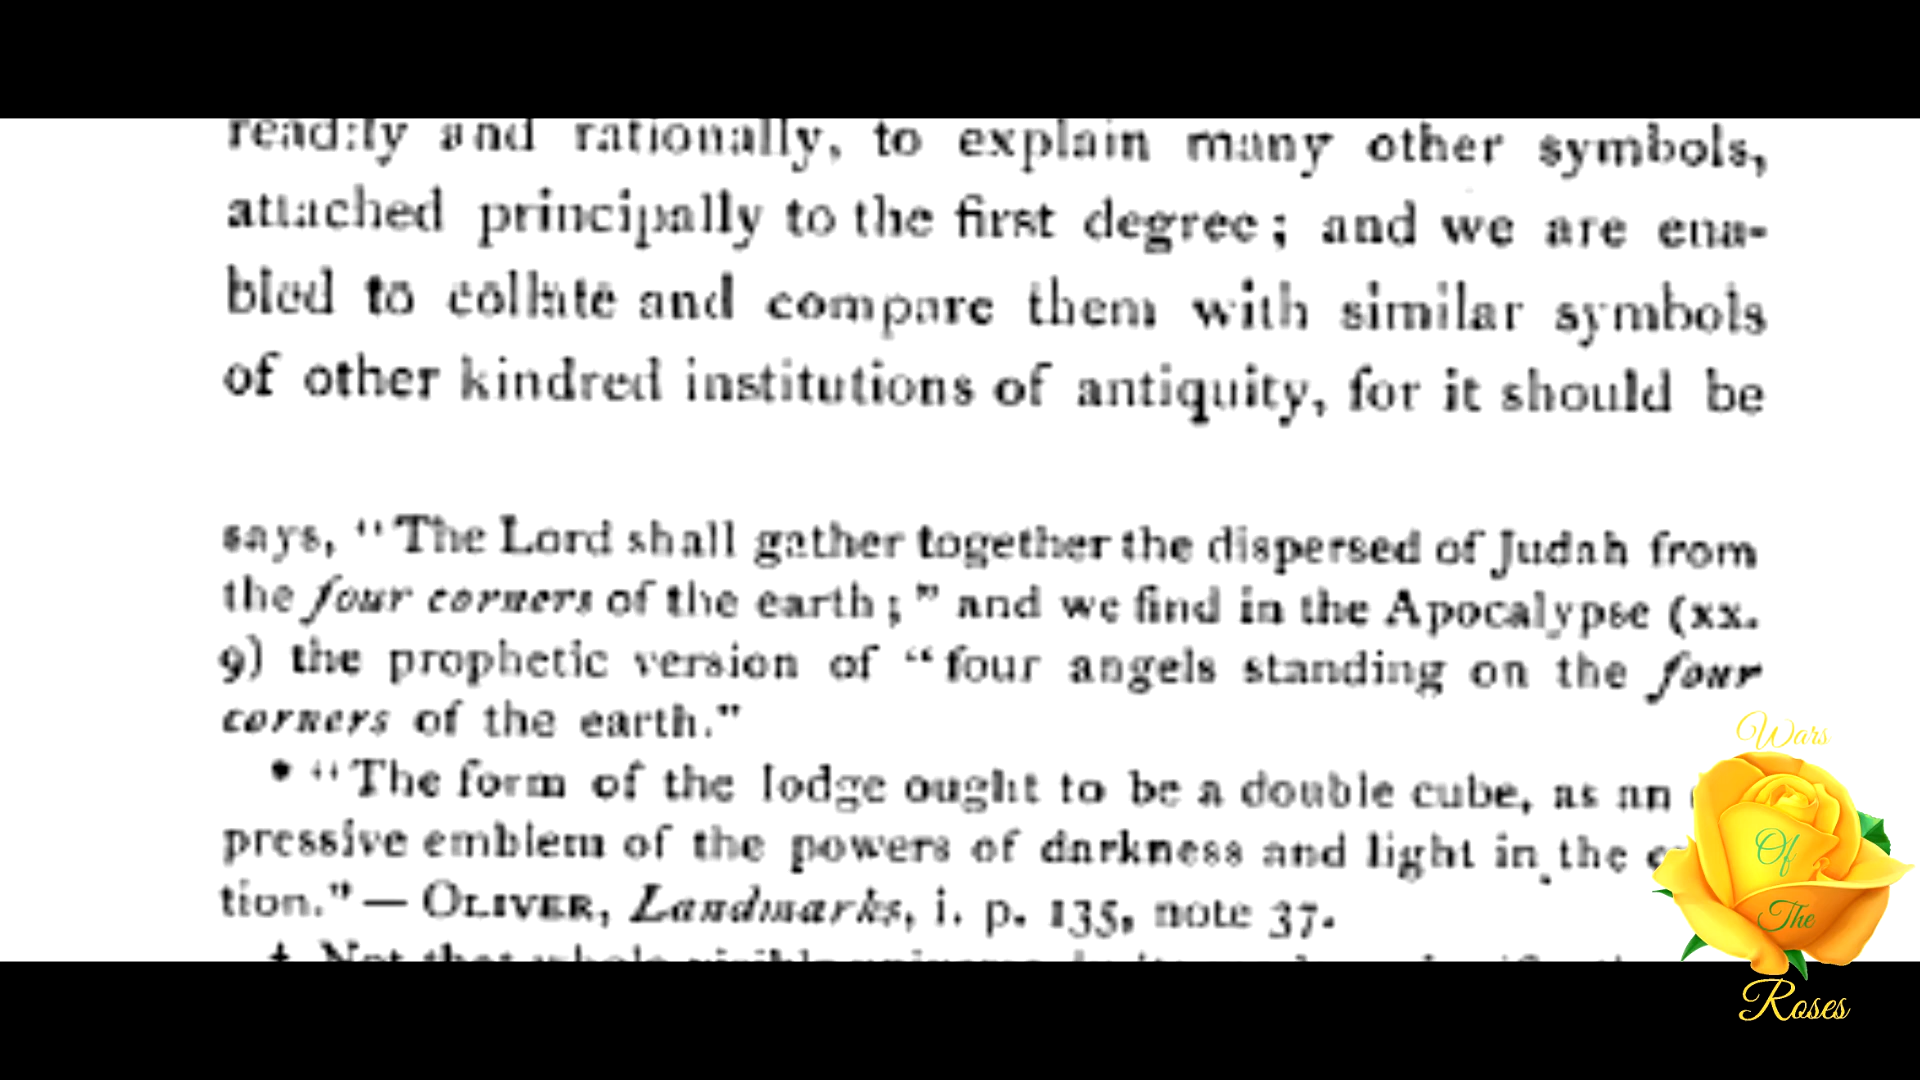 readily and rationally, to explain many other symbols,
attached principally to the first degree; and we are ena-
bled to collate and compare them with similar symbols
of other kindred institutions of antiquity, for it should be
says, "The Lord shall gather together the dispersed of Judah from
the four corners of the earth;" and we find in the Apocalypse (xx.
9) the prophetic version of "four angels standing on the four
corners of the earth."
* "The form of the lodge ought to be a double cube, as an
pressive emblem of the powers of darkness and light in the
tion."— OLIVER, Landmarks, i. p. 135, note 37.
Not that whole visible universe
Wars
Of
The
Roses